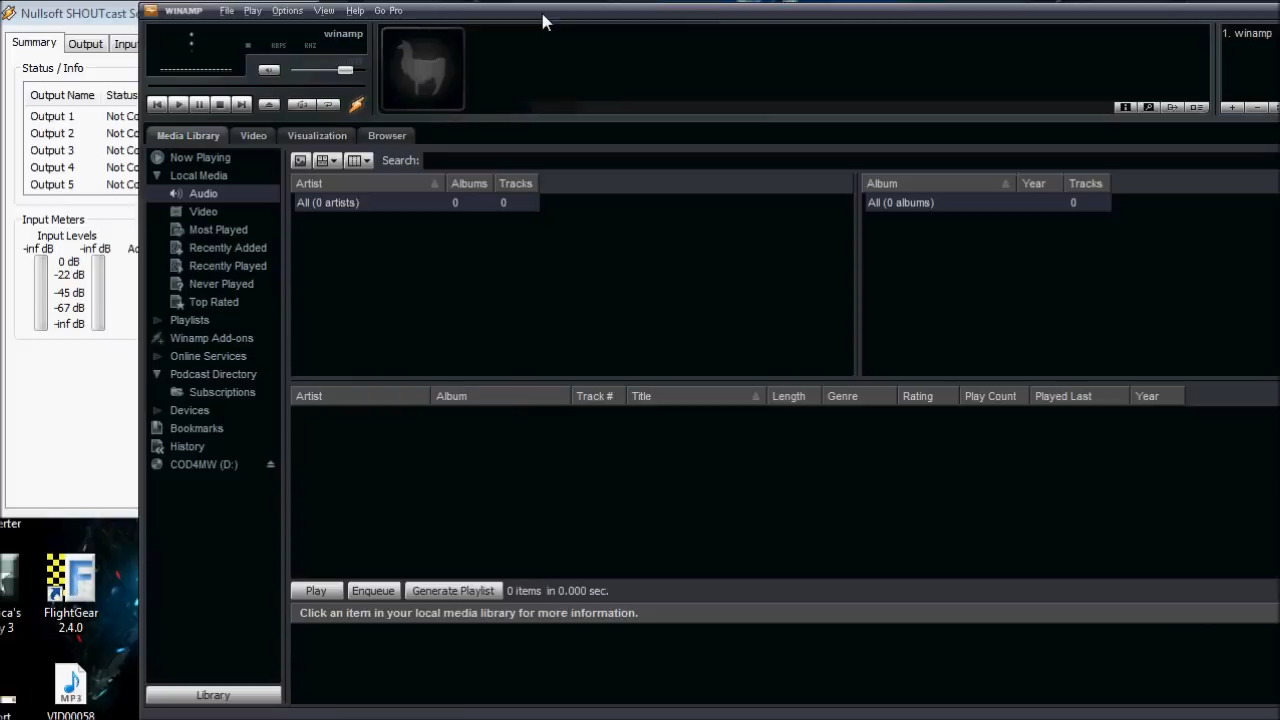 Nullsoft SHOUTcast So
Summary Output Input
Status / Info
Output Name Status
Output 1 Not Co
Output 2 Not Co
Output 3 Not Co
Output 4 Not Co
Output 5 Not Co
Input Meters
Input Levels
-inf dB -inf dB
0 dB
-22 dB
-45 dB
-67 dB
-inf dB
WINAMP File Play Options View Help Go Pro
winamp
KBPS KHZ
1. winamp
Media Library Video Visualization Browser
Now Playing
Local Media
Audio
Video
Most Played
Recently Added
Recently Played
Never Played
Top Rated
Playlists
Winamp Add-ons
Online Services
Podcast Directory
Subscriptions
Devices
Bookmarks
History
COD4MW (D:)
Library
Search:
Artist Albums Tracks
All (0 artists) 0 0
Album Year Tracks
All (0 albums) 0
Artist Album Track # Title Length Genre Rating Play Count Played Last Year
Play Enqueue Generate Playlist 0 items in 0.000 sec.
Click an item in your local media library for more information.
erter
ca's
y 3
FlightGear
2.4.0
MP3
VID00058
ort